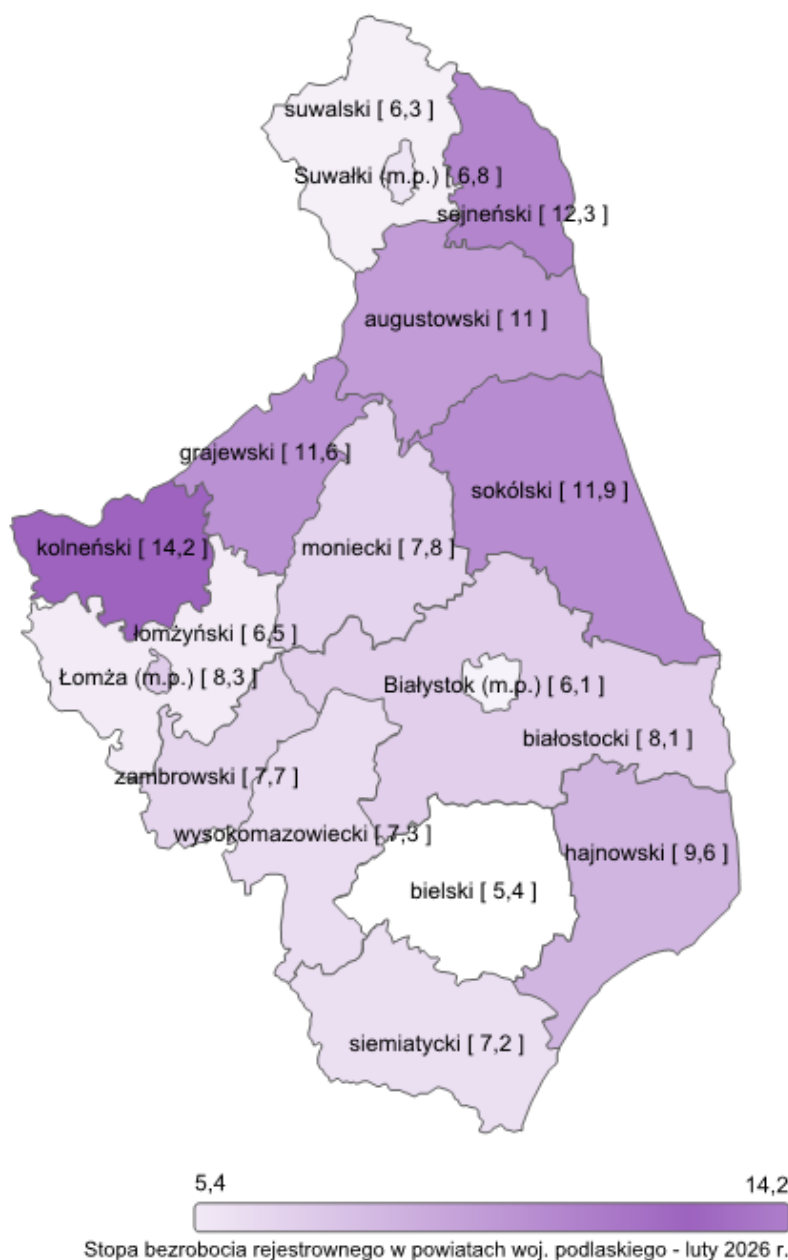 suwalski [ 6,3 ]
Suwałki (m.p.) [ 6,8 ]
sejneński [ 12,3 ]
augustowski [ 11 ]
grajewski [ 11,6 ]
sokólski [ 11,9 ]
kolneński [ 14,2 ]
moniecki [ 7,8 ]
łomżyński [ 6,5 ]
Łomża (m.p.) [ 8,3 ]
Białystok (m.p.) [ 6,1 ]
białostocki [ 8,1 ]
zambrowski [ 7,7 ]
wysokomazowiecki [ 7,3 ]
hajnowski [ 9,6 ]
bielski [ 5,4 ]
siemiatycki [ 7,2 ]
5,4
14,2
Stopa bezrobocia rejestrownego w powiatach woj. podlaskiego - luty 2026 r.